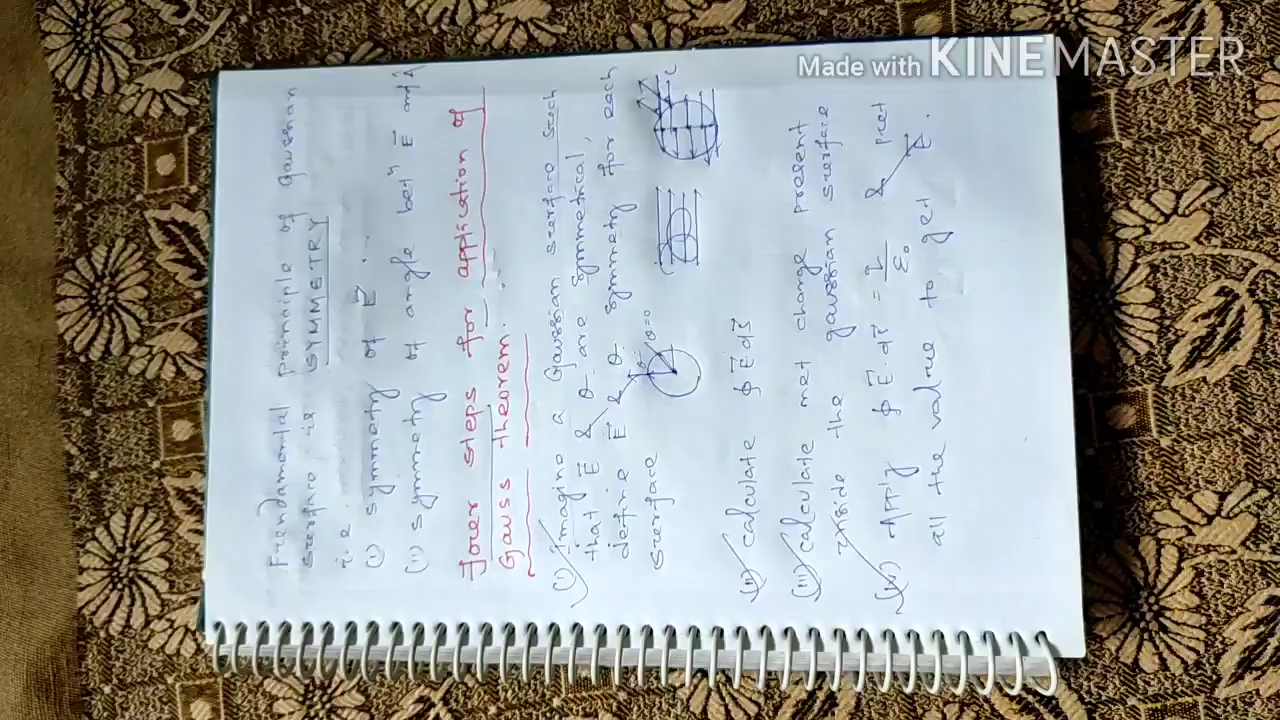 Made with KINEMASTER
Fundamental principle of Gaussian
surface is SYMMETRY
i.e.
(i) symmetry of E⃗ ...
(ii) symmetry of angle betⁿ E⃗ and
Four steps for application of
Gauss theorem.
(i) imagine a Gaussian surface such
that E⃗ & θ are symmetrical,
define E⃗ & θ symmetry for each
surface
θ=0
(ii) calculate ∮ E⃗ ds⃗
(iii) calculate net charge present
inside the gaussian surface
(iv) Apply ∮ E⃗ . ds⃗ = q/ε₀ & put
all the value to get E⃗ .